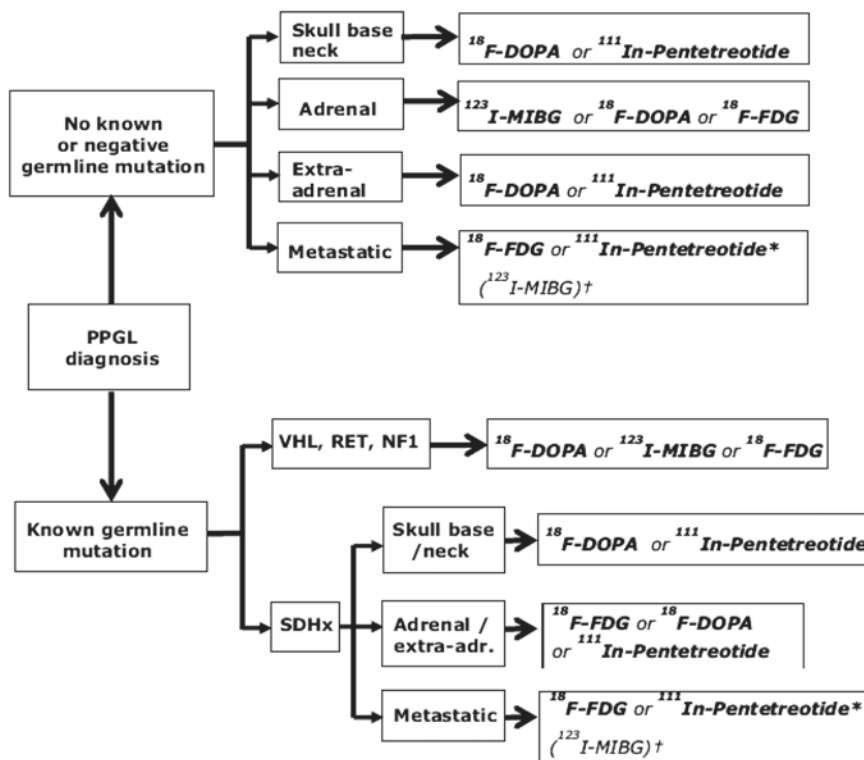 Skull base
neck
¹⁸F-DOPA or ¹¹¹In-Pentetreotide
No known
or negative
germline mutation
Adrenal
¹²³I-MIBG or ¹⁸F-DOPA or ¹⁸F-FDG
Extra-
adrenal
¹⁸F-DOPA or ¹¹¹In-Pentetreotide
Metastatic
¹⁸F-FDG or ¹¹¹In-Pentetreotide*
(¹²³I-MIBG)†
PPGL
diagnosis
Known germline
mutation
VHL, RET, NF1
¹⁸F-DOPA or ¹²³I-MIBG or ¹⁸F-FDG
SDHx
Skull base
/neck
¹⁸F-DOPA or ¹¹¹In-Pentetreotide
Adrenal /
extra-adr.
¹⁸F-FDG or ¹⁸F-DOPA
or ¹¹¹In-Pentetreotide
Metastatic
¹⁸F-FDG or ¹¹¹In-Pentetreotide*
(¹²³I-MIBG)†